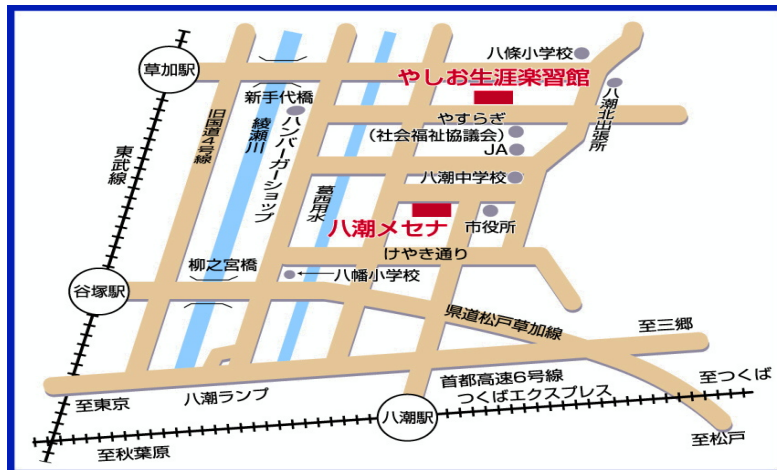 八條小学校
草加駅
やしお生涯楽習館
新手代橋
八潮北出張所
旧国道4号線
綾瀬川
ハンバーガーショップ
やすらぎ
(社会福祉協議会)
JA
東武線
葛西用水
八潮中学校
八潮メセナ
市役所
けやき通り
柳之宮橋
←八幡小学校
谷塚駅
県道松戸草加線
至三郷
首都高速6号線
至つくば
つくばエクスプレス
八潮ランプ
至東京
八潮駅
至松戸
至秋葉原